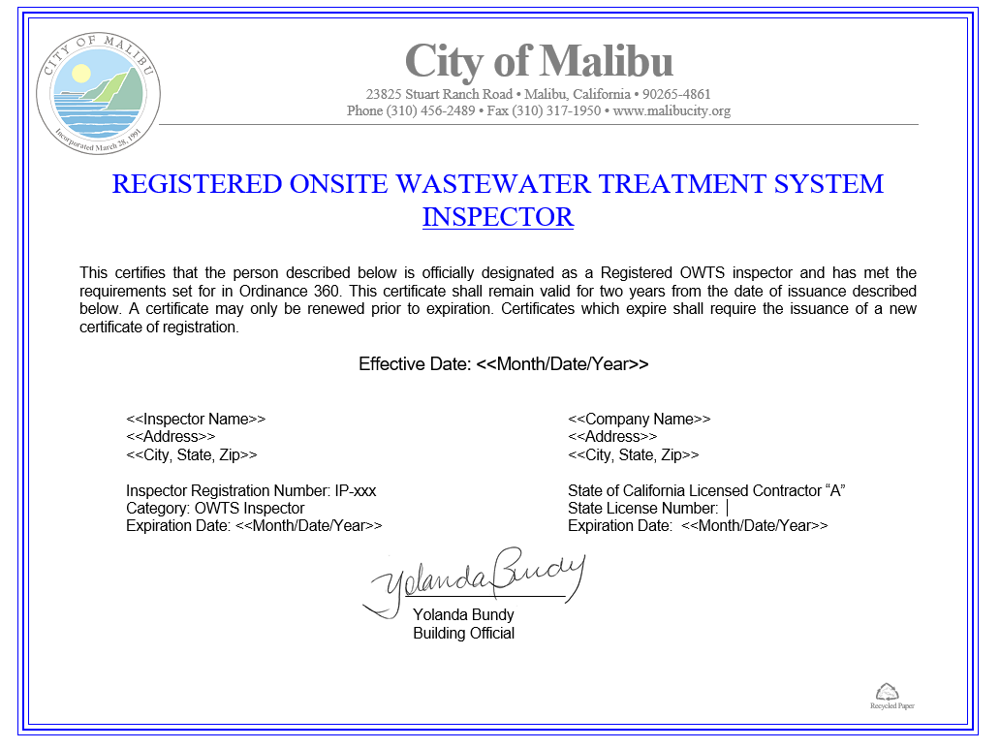 CITY OF MALIBU
Incorporated March 28, 1991
City of Malibu
23825 Stuart Ranch Road • Malibu, California • 90265-4861
Phone (310) 456-2489 • Fax (310) 317-1950 • www.malibucity.org
REGISTERED ONSITE WASTEWATER TREATMENT SYSTEM
INSPECTOR
This certifies that the person described below is officially designated as a Registered OWTS inspector and has met the
requirements set for in Ordinance 360. This certificate shall remain valid for two years from the date of issuance described
below. A certificate may only be renewed prior to expiration. Certificates which expire shall require the issuance of a new
certificate of registration.
Effective Date: <<Month/Date/Year>>
<<Inspector Name>>
<<Address>>
<<City, State, Zip>>
Inspector Registration Number: IP-xxx
Category: OWTS Inspector
Expiration Date: <<Month/Date/Year>>
<<Company Name>>
<<Address>>
<<City, State, Zip>>
State of California Licensed Contractor “A”
State License Number:
Expiration Date: <<Month/Date/Year>>
Yolanda Bundy
Yolanda Bundy
Building Official
Recycled Paper